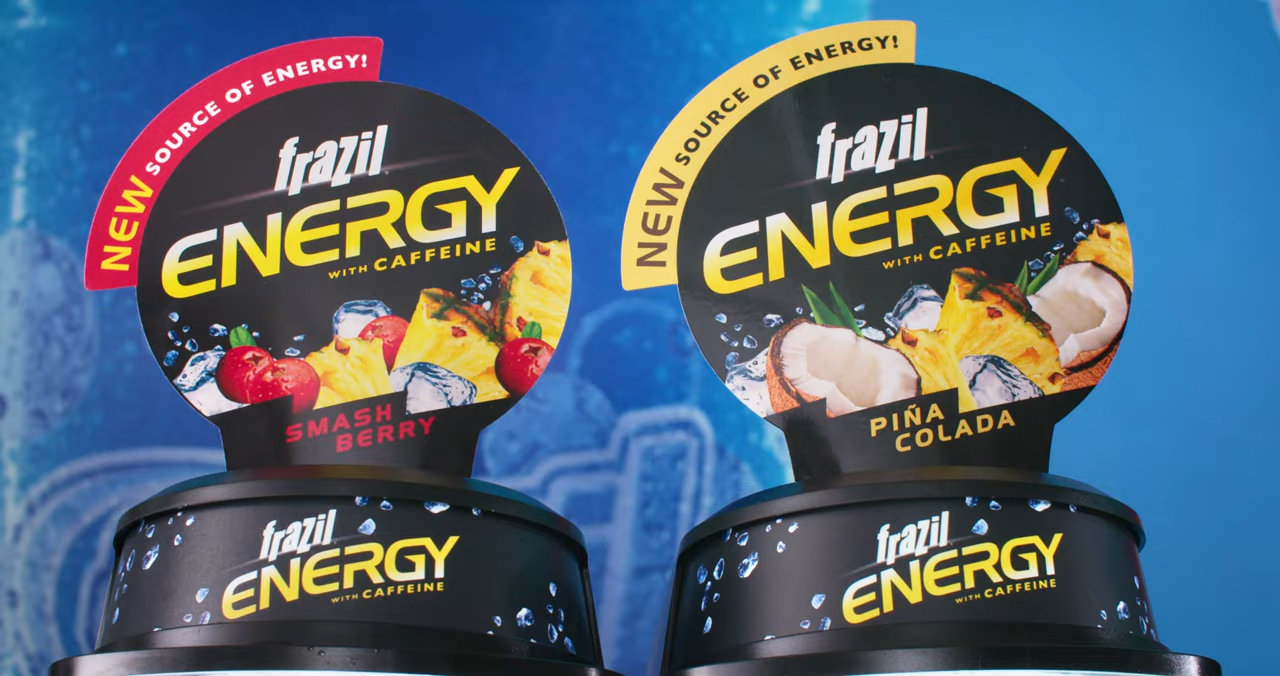 NEW SOURCE OF ENERGY!
frazil
ENERGY
WITH CAFFEINE
SMASH
BERRY
frazil
ENERGY
WITH CAFFEINE
NEW SOURCE OF ENERGY!
frazil
ENERGY
WITH CAFFEINE
PIÑA
COLADA
frazil
ENERGY
WITH CAFFEINE